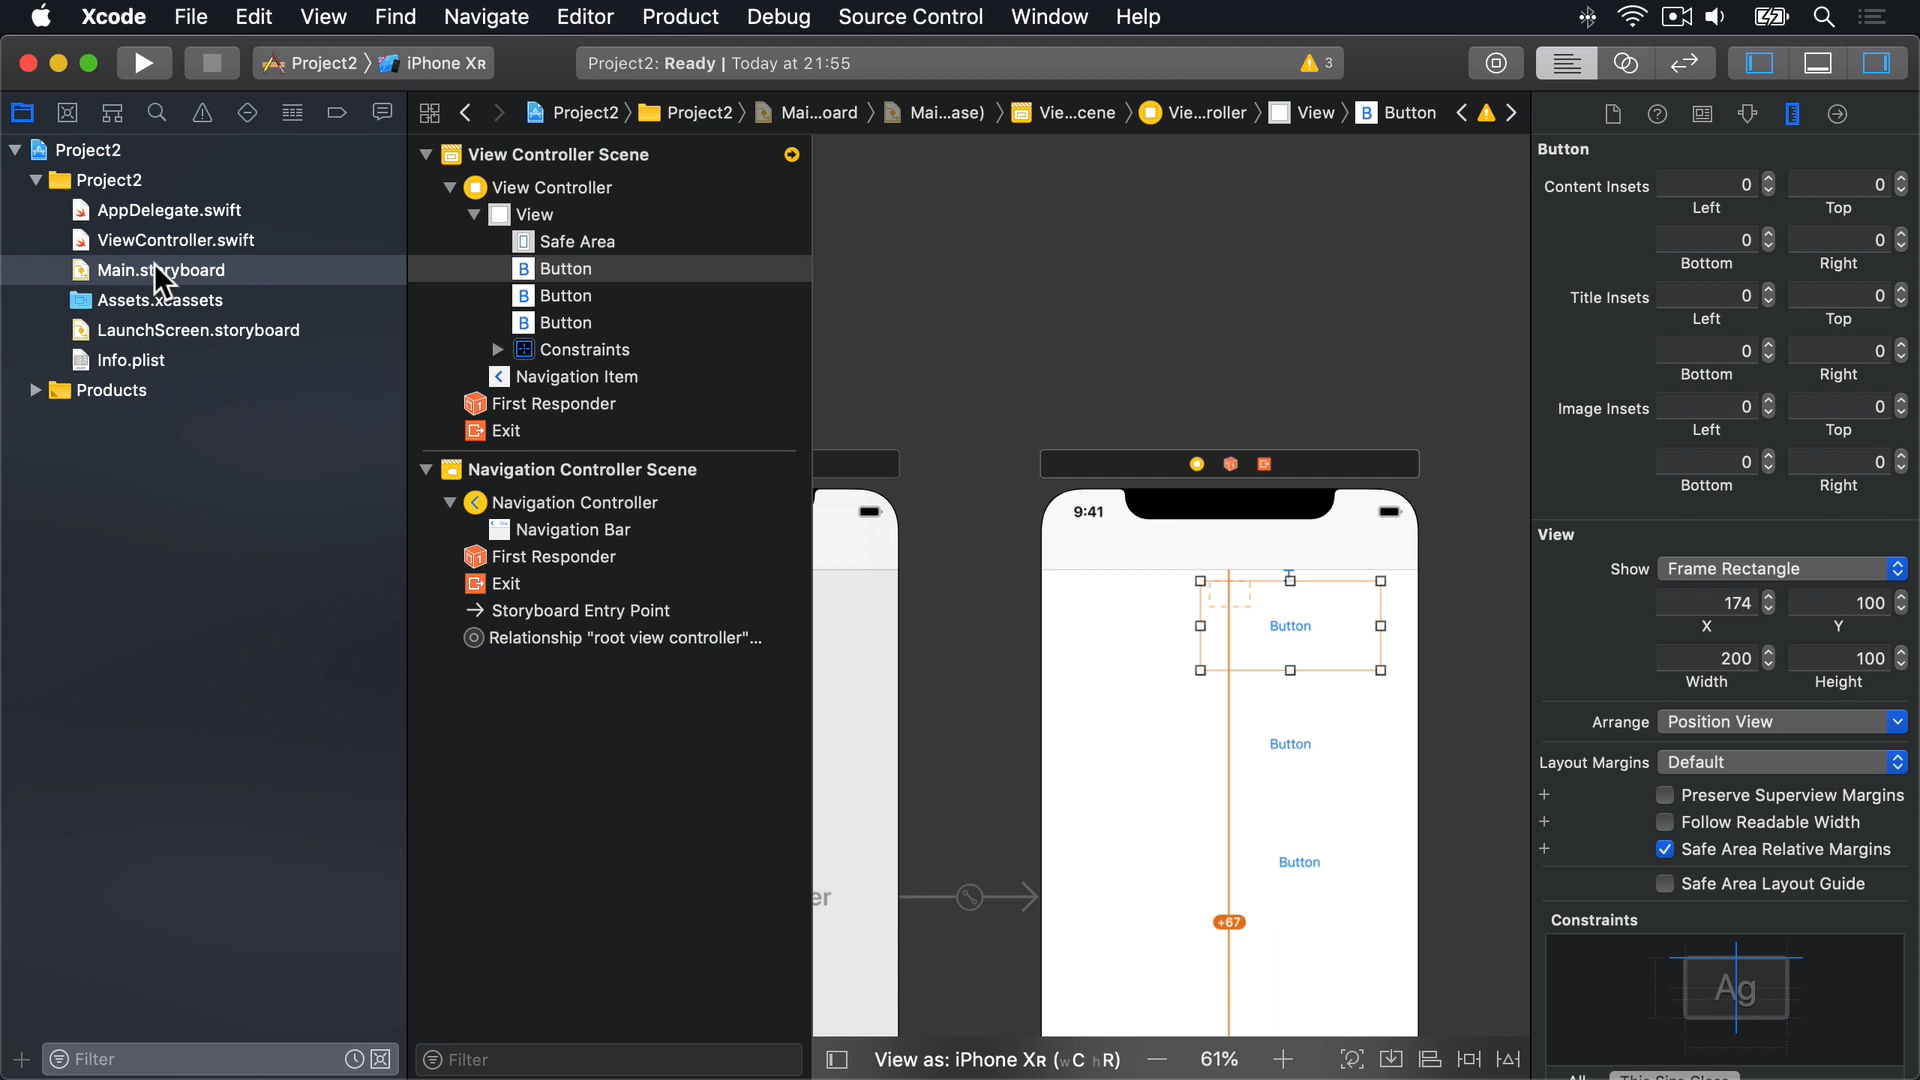 Xcode File Edit View Find Navigate Editor Product Debug Source Control Window Help
Project2 iPhone XR
Project2: Ready | Today at 21:55
3
Project2 Project2 Mai...oard Mai...ase) Vie...cene Vie...roller View B Button
Project2
Project2
AppDelegate.swift
ViewController.swift
Main.storyboard
Assets.xcassets
LaunchScreen.storyboard
Info.plist
Products
Filter
View Controller Scene
View Controller
View
Safe Area
B Button
B Button
B Button
Constraints
Navigation Item
First Responder
Exit
Navigation Controller Scene
Navigation Controller
Navigation Bar
First Responder
Exit
Storyboard Entry Point
Relationship "root view controller"...
Filter
er
9:41
Button
Button
Button
+67
View as: iPhone XR (wC hR)
61%
Button
Content Insets 0 0
Left Top
0 0
Bottom Right
Title Insets 0 0
Left Top
0 0
Bottom Right
Image Insets 0 0
Left Top
0 0
Bottom Right
View
Show Frame Rectangle
174 100
X Y
200 100
Width Height
Arrange Position View
Layout Margins Default
Preserve Superview Margins
Follow Readable Width
Safe Area Relative Margins
Safe Area Layout Guide
Constraints
Ag
All This Size Class